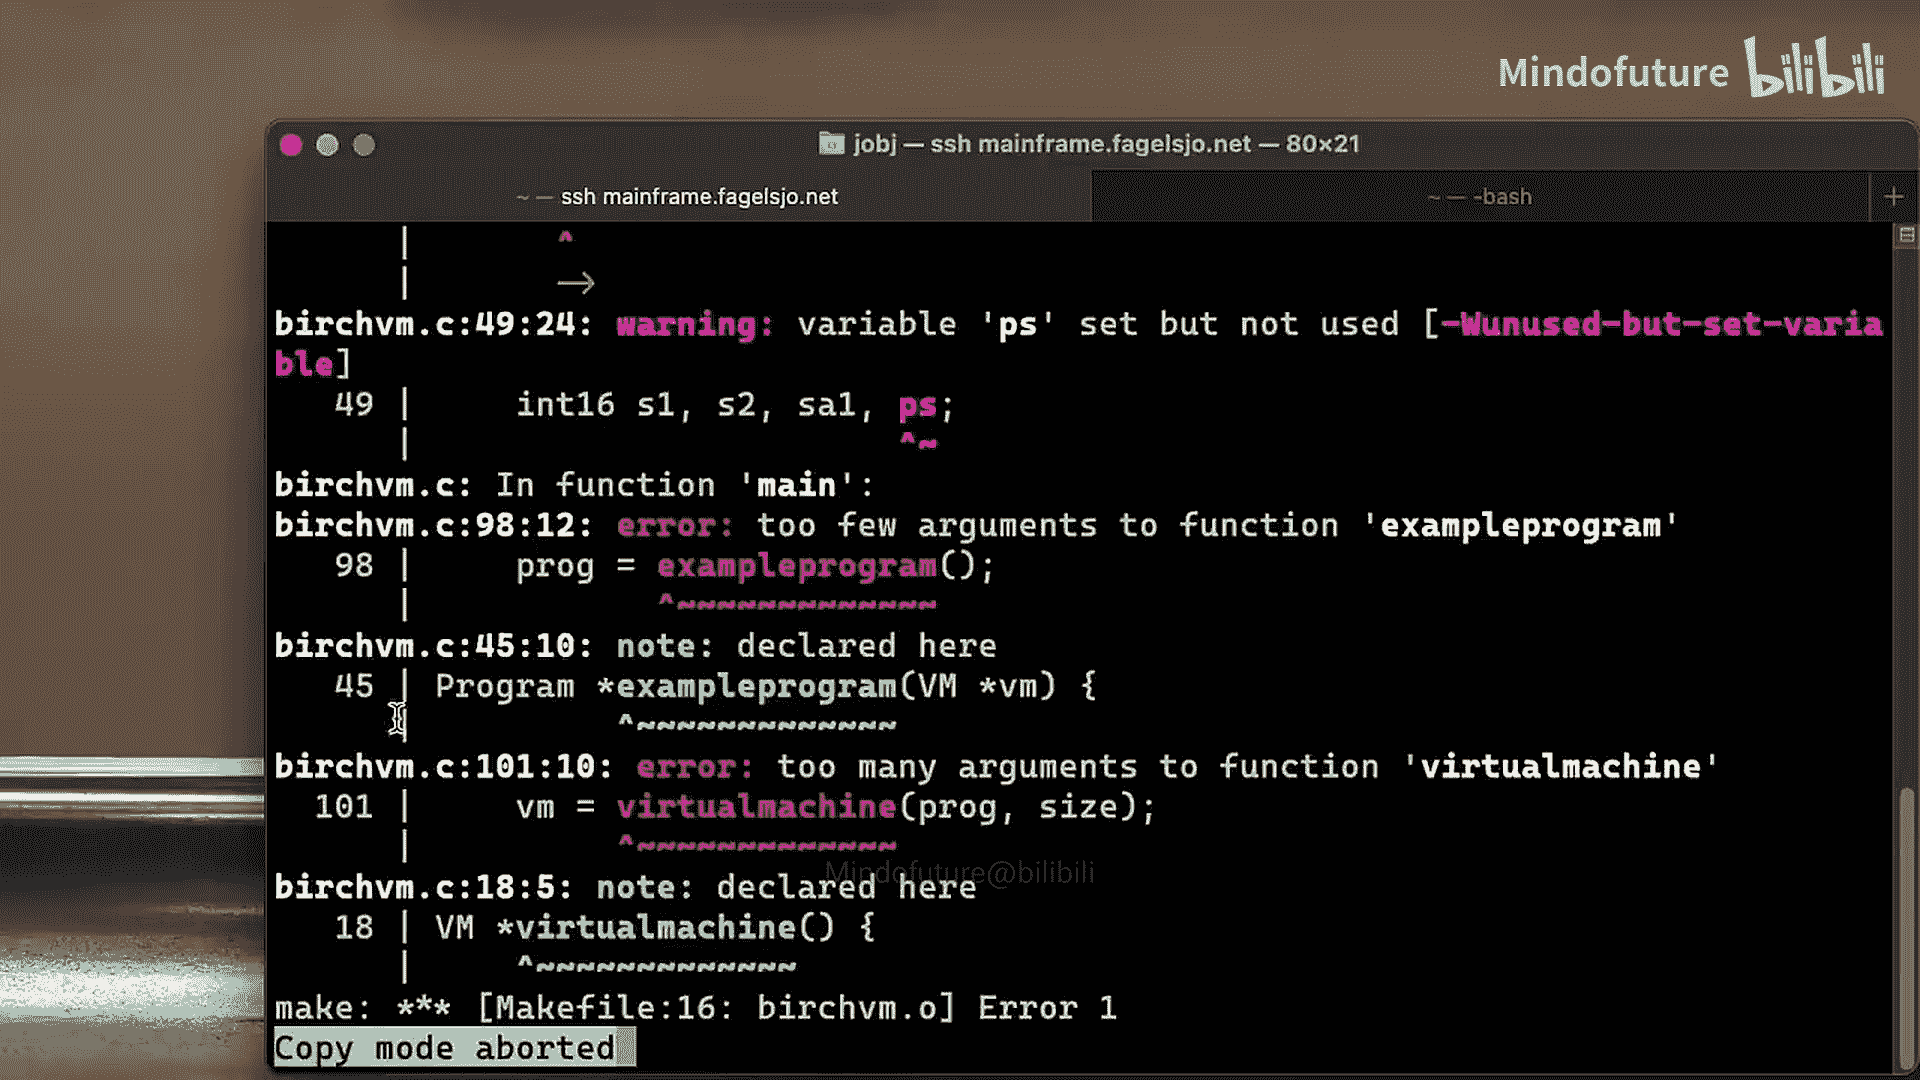 Mindofuture bilibili
jobj — ssh mainframe.fagelsjo.net — 80×21
~ — ssh mainframe.fagelsjo.net
~ — -bash
+
|       ^
|       →
birchvm.c:49:24: warning: variable 'ps' set but not used [-Wunused-but-set-varia
ble]
49 |     int16 s1, s2, sa1, ps;
|                        ^~
birchvm.c: In function 'main':
birchvm.c:98:12: error: too few arguments to function 'exampleprogram'
98 |     prog = exampleprogram();
|            ^~~~~~~~~~~~~~
birchvm.c:45:10: note: declared here
45 | Program *exampleprogram(VM *vm) {
|          ^~~~~~~~~~~~~~
birchvm.c:101:10: error: too many arguments to function 'virtualmachine'
101 |     vm = virtualmachine(prog, size);
|          ^~~~~~~~~~~~~~
Mindofuture@bilibili
birchvm.c:18:5: note: declared here
18 | VM *virtualmachine() {
|     ^~~~~~~~~~~~~~
make: *** [Makefile:16: birchvm.o] Error 1
Copy mode aborted